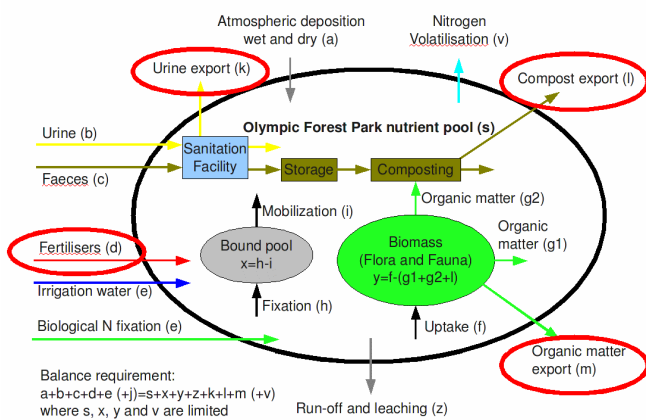 Atmospheric deposition
wet and dry (a)
Nitrogen
Volatilisation (v)
Urine export (k)
Compost export (l)
Olympic Forest Park nutrient pool (s)
Urine (b)
Sanitation
Facility
Storage
Composting
Faeces (c)
Organic matter (g2)
Mobilization (i)
Organic
matter (g1)
Bound pool
x=h-i
Biomass
(Flora and Fauna)
y=f-(g1+g2+l)
Fertilisers (d)
Irrigation water (e)
Fixation (h)
Biological N fixation (e)
Uptake (f)
Organic matter
export (m)
Balance requirement:
a+b+c+d+e (+j)=s+x+y+z+k+l+m (+v)
where s, x, y and v are limited
Run-off and leaching (z)